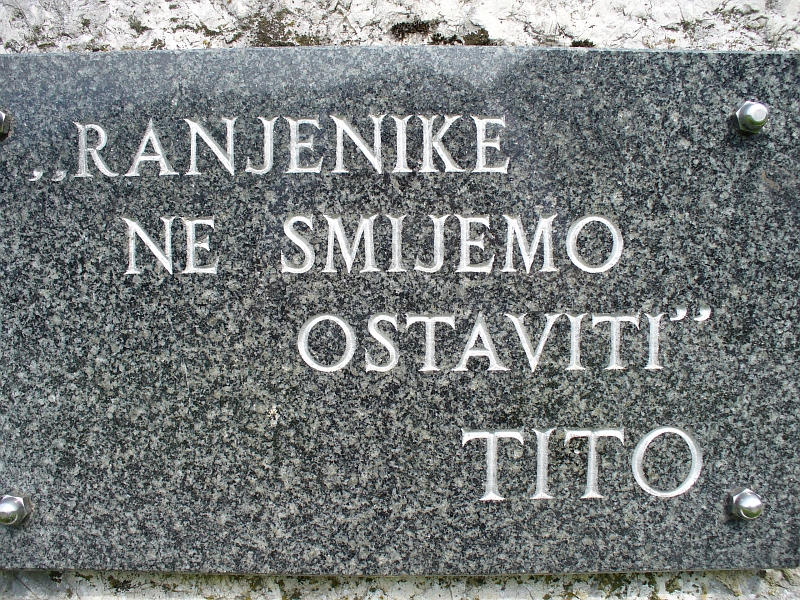 „RANJENIKE
NE SMIJEMO
OSTAVITI”
TITO